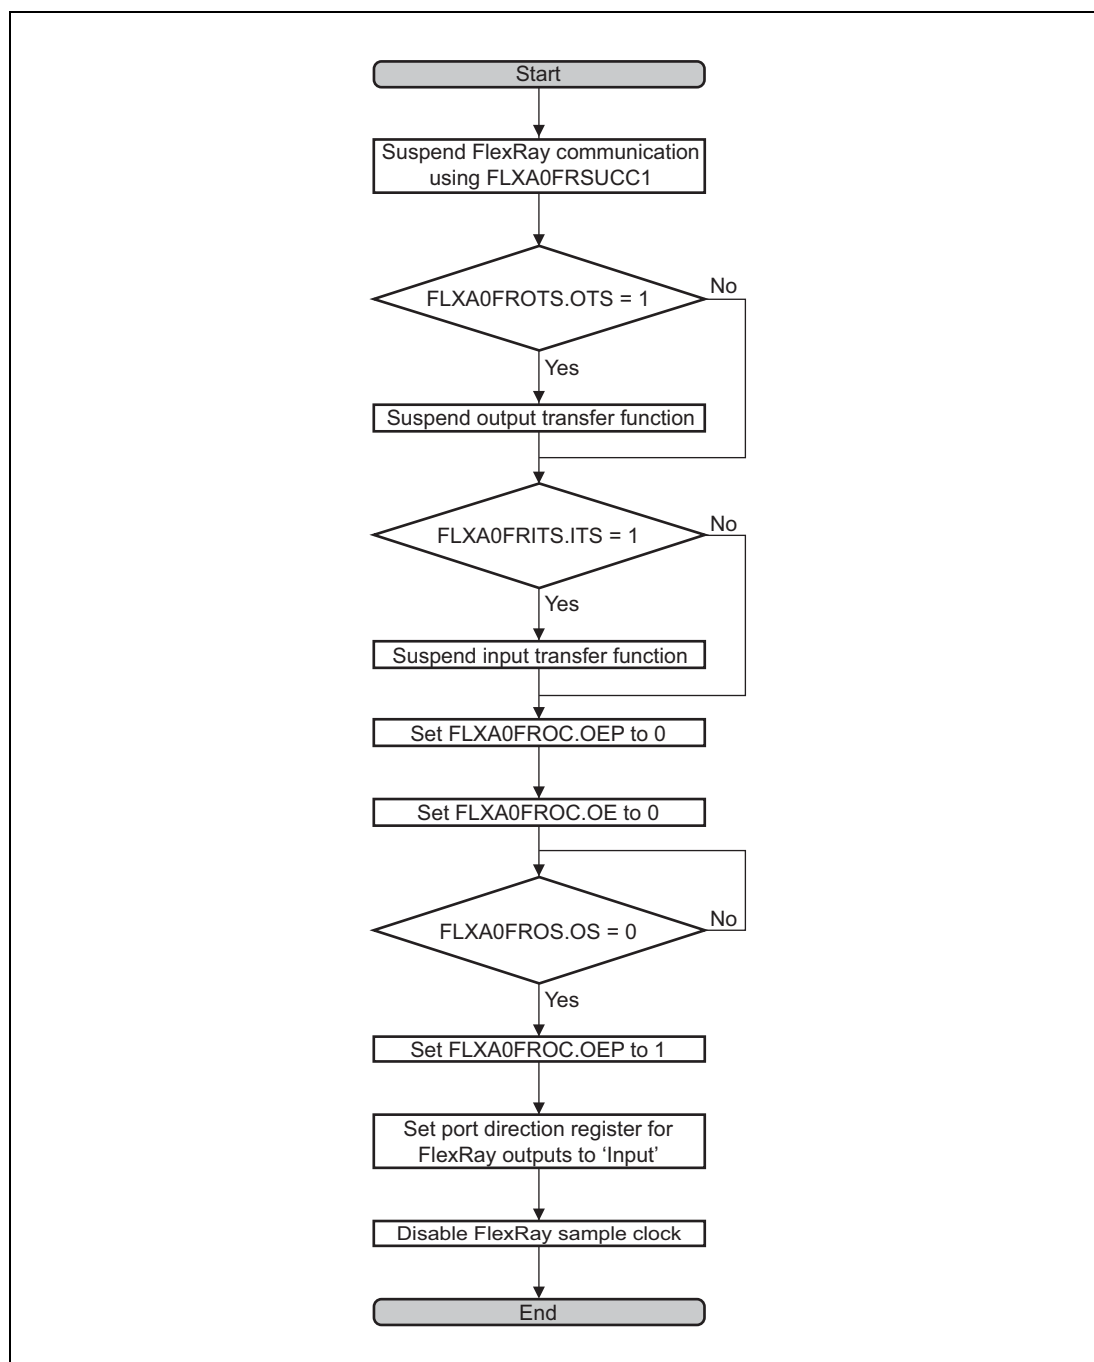 Start
Suspend FlexRay communication
using FLXA0FRSUCC1
FLXA0FROTS.OTS = 1
No
Yes
Suspend output transfer function
FLXA0FRITS.ITS = 1
No
Yes
Suspend input transfer function
Set FLXA0FROC.OEP to 0
Set FLXA0FROC.OE to 0
FLXA0FROS.OS = 0
No
Yes
Set FLXA0FROC.OEP to 1
Set port direction register for
FlexRay outputs to ‘Input’
Disable FlexRay sample clock
End